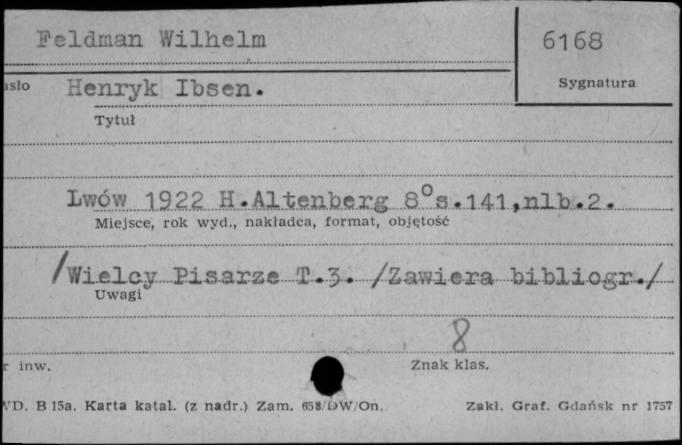 Feldman Wilhelm
6168
asło Henryk Ibsen.
Sygnatura
Tytuł
Lwów 1922 H.Altenberg 8°s.141,nlb.2.
Miejsce, rok wyd., nakładca, format, objętość
/Wielcy Pisarze T.3. /Zawiera bibliogr./
Uwagi
8
r inw. Znak klas.
WD. B 15a. Karta katal. (z nadr.) Zam. 658/DW/On. Zakł. Graf. Gdańsk nr 1757